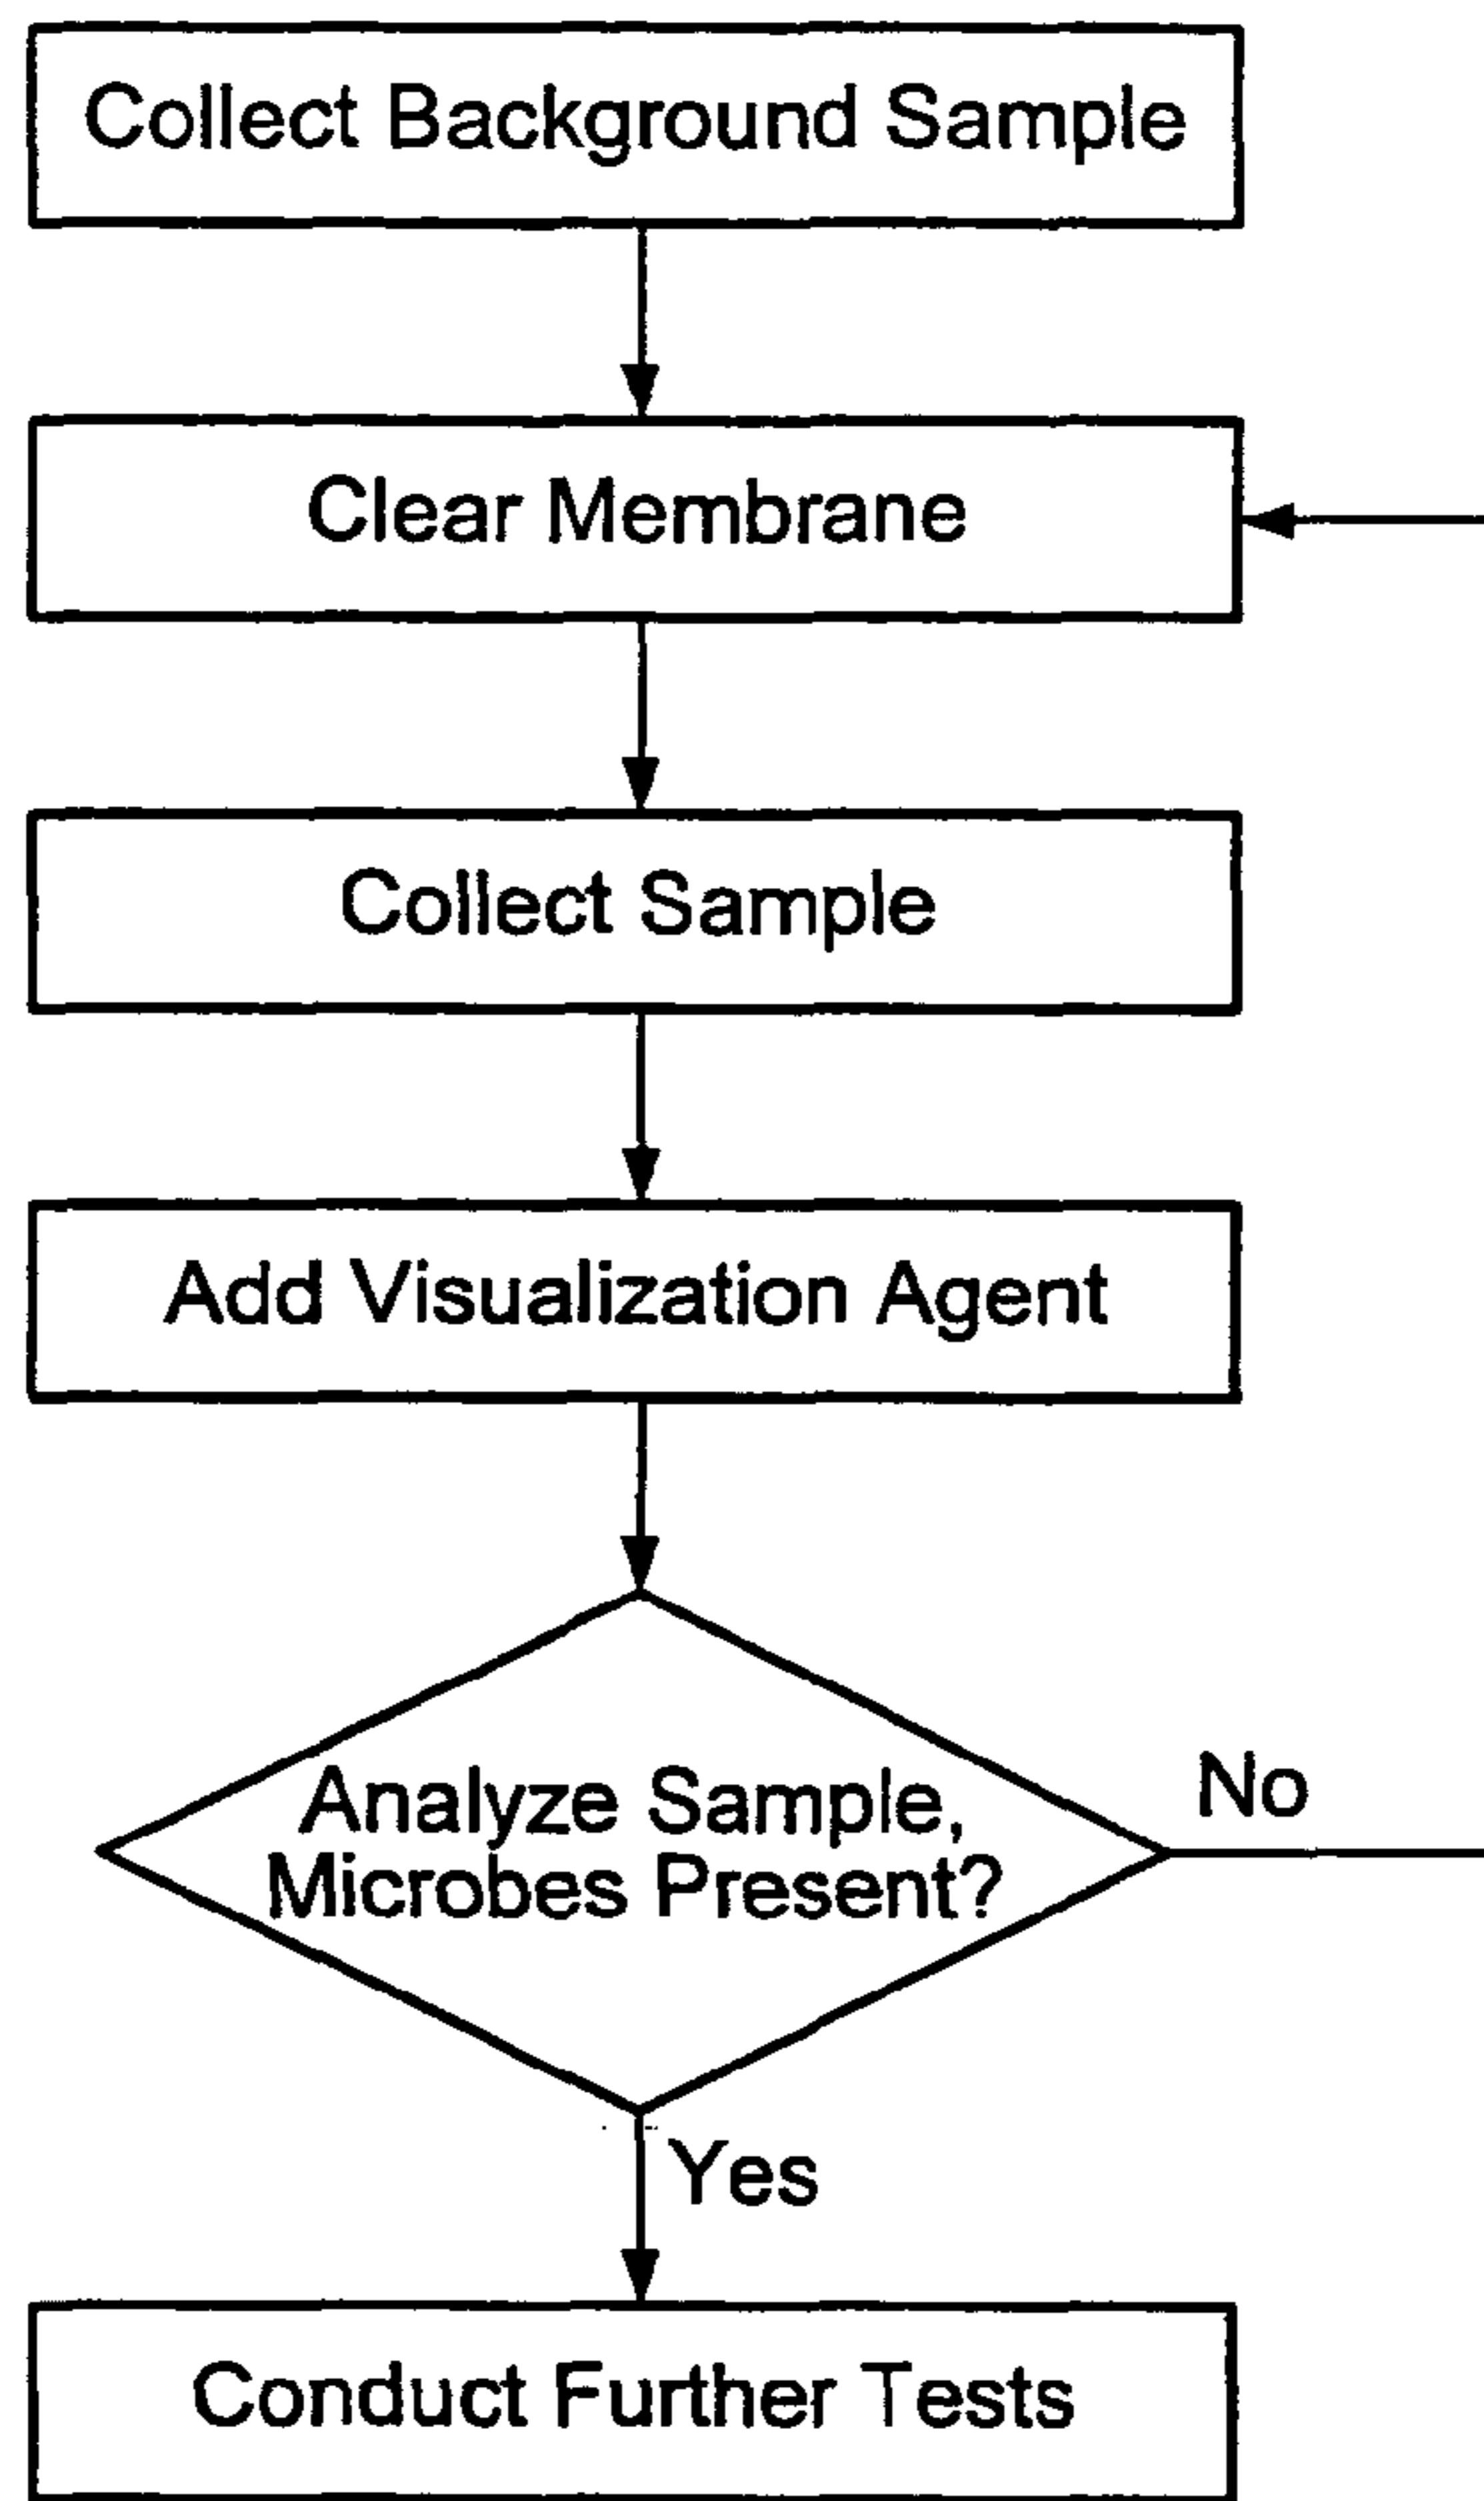 Collect Background Sample
Clear Membrane
Collect Sample
Add Visualization Agent
Analyze Sample,
Microbes Present?
No
Yes
Conduct Further Tests